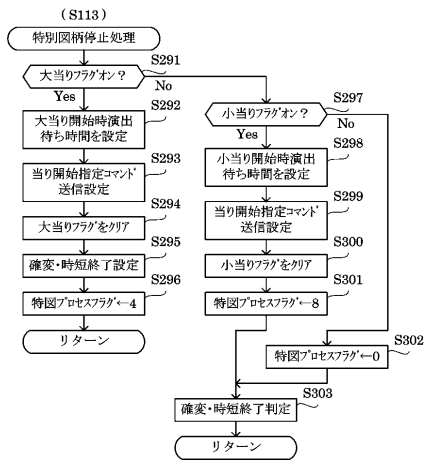 (S113)
特別図柄停止処理
S291
大当りフラグオン？
No
Yes
S292
大当り開始時演出
待ち時間を設定
S293
当り開始指定コマンド
送信設定
S294
大当りフラグをクリア
S295
確変・時短終了設定
S296
特図プロセスフラグ←4
リターン
S297
小当りフラグオン？
No
Yes
S298
小当り開始時演出
待ち時間を設定
S299
当り開始指定コマンド
送信設定
S300
小当りフラグをクリア
S301
特図プロセスフラグ←8
S302
特図プロセスフラグ←0
S303
確変・時短終了判定
リターン